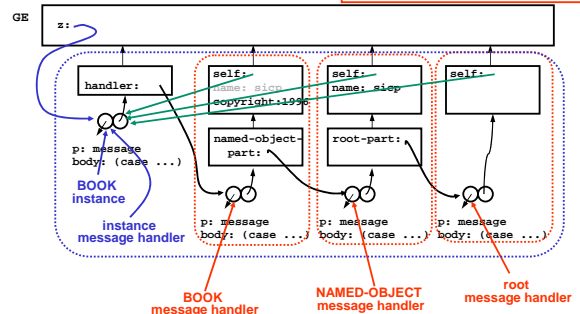 GE
z:
handler:
self:
name: sicp
copyright:1996
self:
name: sicp
self:
named-object-
part:
root-part:
p: message
body: (case ...)
BOOK
instance
instance
message handler
p: message
body: (case ...)
p: message
body: (case ...)
p: message
body: (case ...)
BOOK
message handler
NAMED-OBJECT
message handler
root
message handler